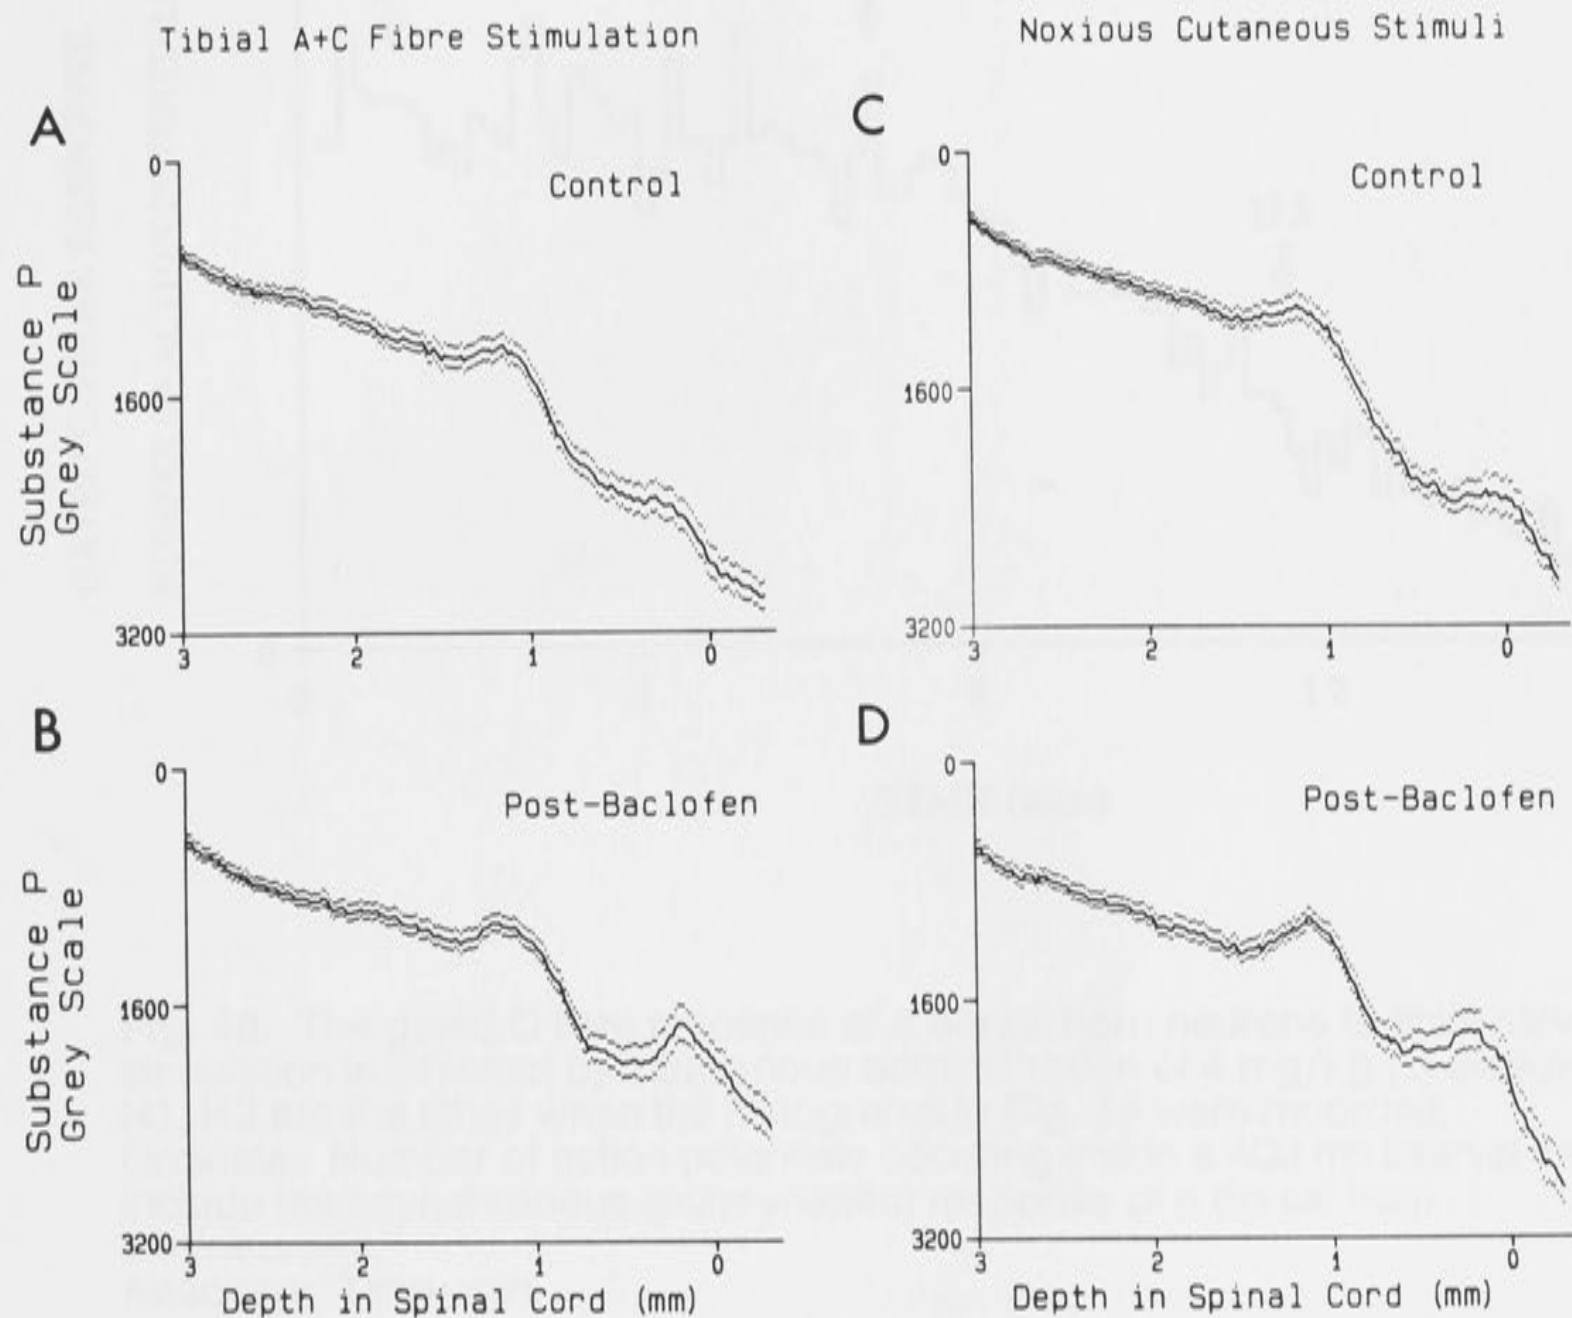 Tibial A+C Fibre Stimulation
Noxious Cutaneous Stimuli
A
Control
Substance P
Grey Scale
0
1600
3200
3 2 1 0
C
Control
0
1600
3200
3 2 1 0
B
Post-Baclofen
Substance P
Grey Scale
0
1600
3200
3 2 1 0
Depth in Spinal Cord (mm)
D
Post-Baclofen
0
1600
3200
3 2 1 0
Depth in Spinal Cord (mm)